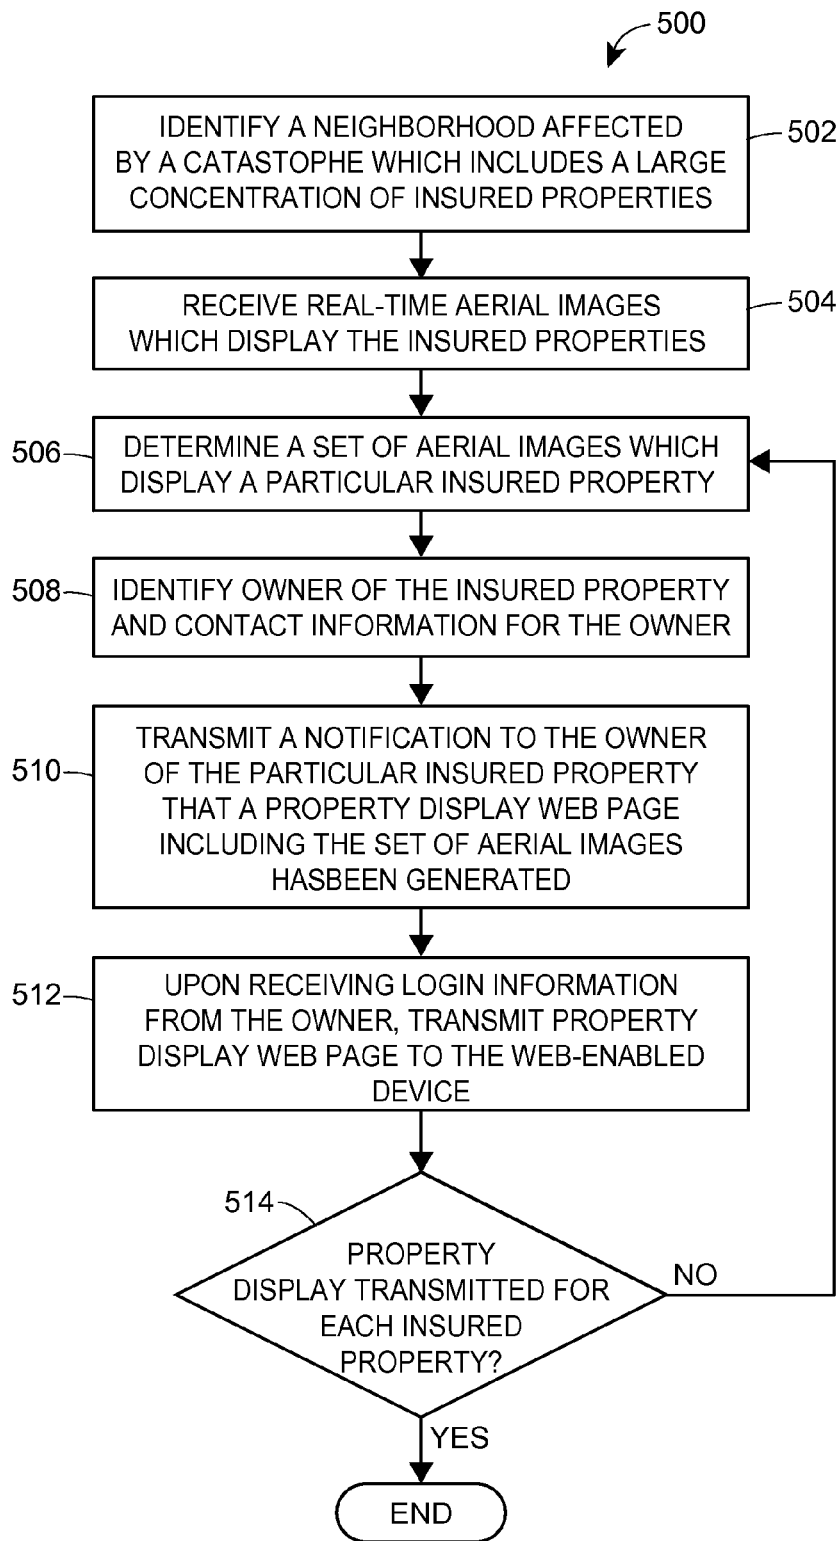 500
IDENTIFY A NEIGHBORHOOD AFFECTED
BY A CATASTOPHE WHICH INCLUDES A LARGE
CONCENTRATION OF INSURED PROPERTIES
502
RECEIVE REAL-TIME AERIAL IMAGES
WHICH DISPLAY THE INSURED PROPERTIES
504
506
DETERMINE A SET OF AERIAL IMAGES WHICH
DISPLAY A PARTICULAR INSURED PROPERTY
508
IDENTIFY OWNER OF THE INSURED PROPERTY
AND CONTACT INFORMATION FOR THE OWNER
510
TRANSMIT A NOTIFICATION TO THE OWNER
OF THE PARTICULAR INSURED PROPERTY
THAT A PROPERTY DISPLAY WEB PAGE
INCLUDING THE SET OF AERIAL IMAGES
HASBEEN GENERATED
512
UPON RECEIVING LOGIN INFORMATION
FROM THE OWNER, TRANSMIT PROPERTY
DISPLAY WEB PAGE TO THE WEB-ENABLED
DEVICE
514
PROPERTY
DISPLAY TRANSMITTED FOR
EACH INSURED
PROPERTY?
NO
YES
END